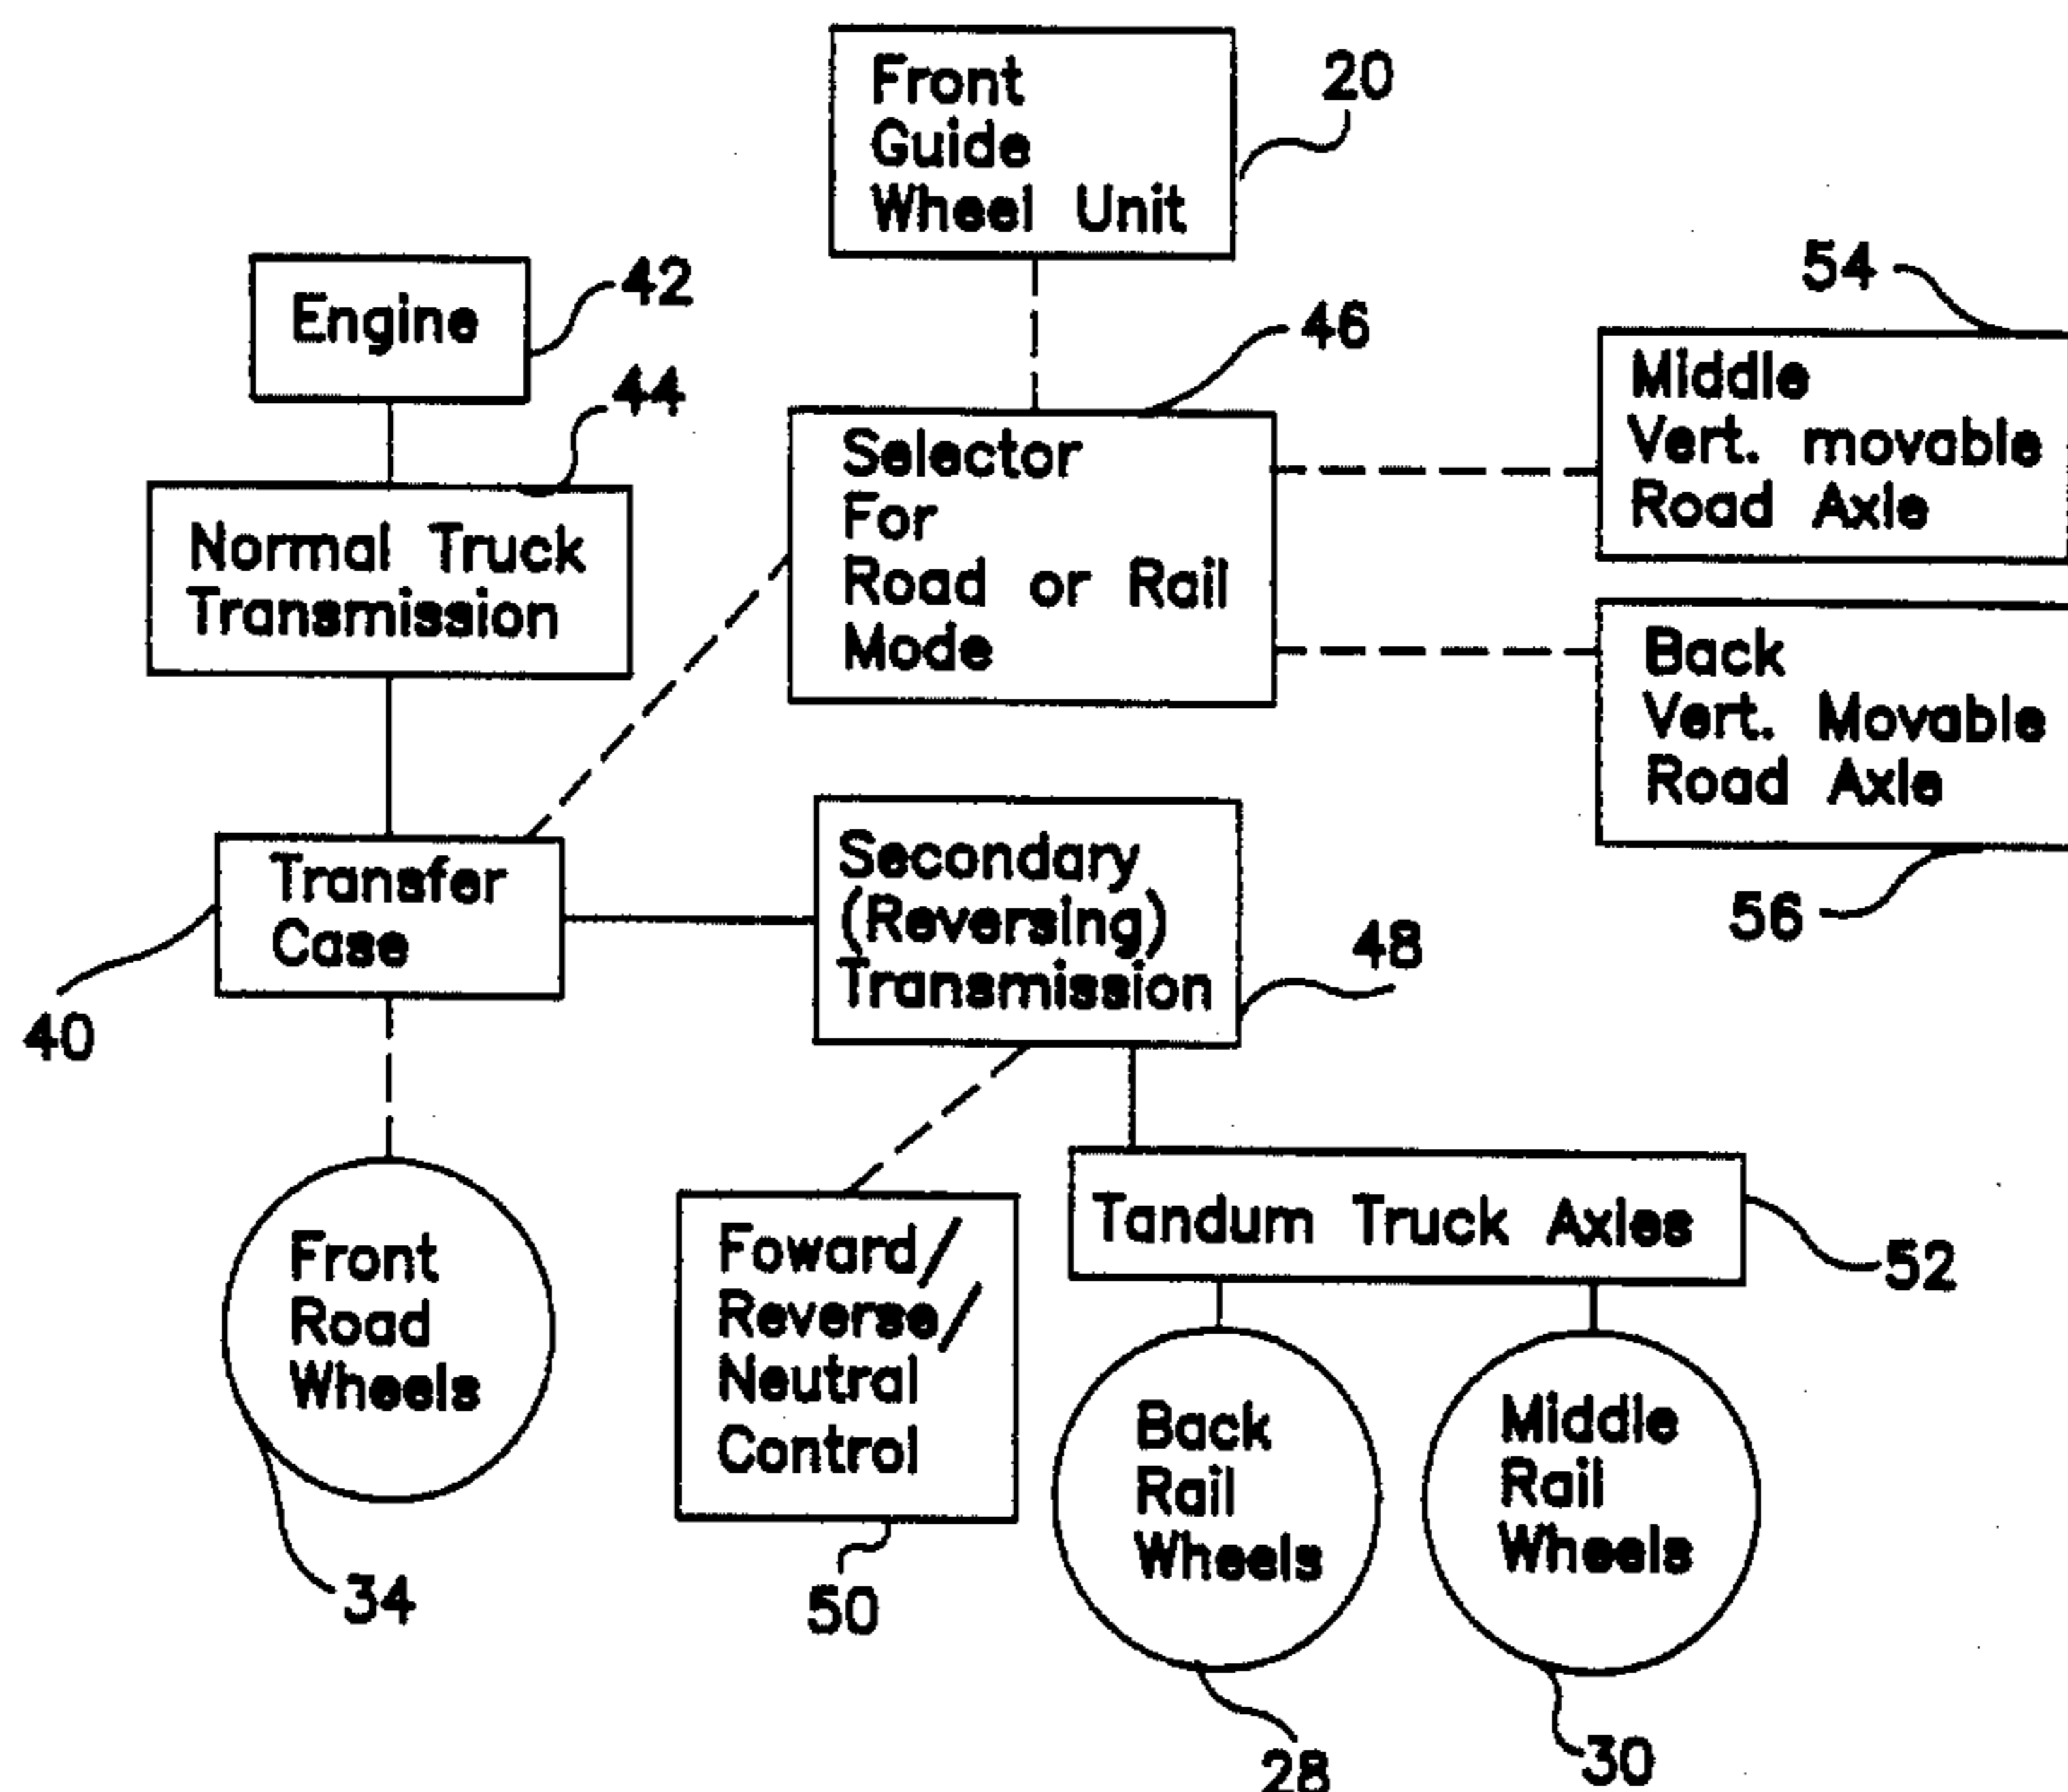 Front
Guide
Wheel Unit
20
Engine
42
54
46
Middle
Vert. movable
Road Axle
44
Selector
For
Road or Rail
Mode
Normal Truck
Transmission
Back
Vert. Movable
Road Axle
56
Transfer
Case
Secondary
(Reversing)
Transmission
48
40
Tandum Truck Axles
52
Front
Road
Wheels
Foward/
Reverse/
Neutral
Control
Back
Rail
Wheels
Middle
Rail
Wheels
34
50
28
30